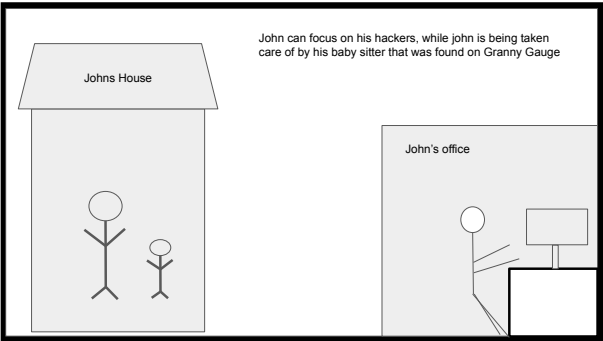 John can focus on his hackers, while john is being taken
care of by his baby sitter that was found on Granny Gauge
Johns House
John's office